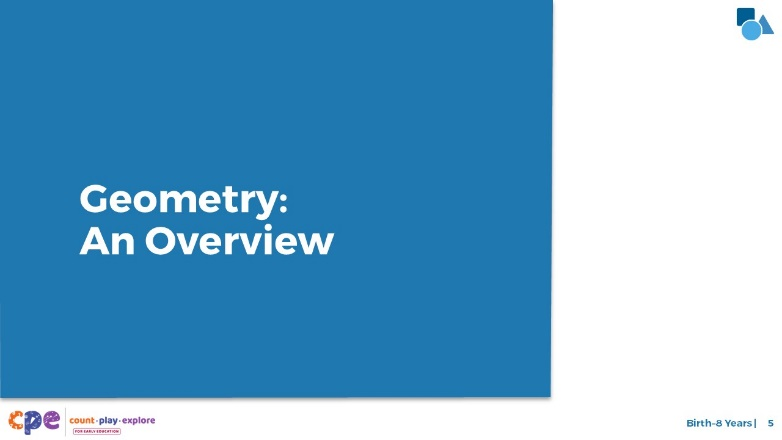 Geometry:
An Overview
cpe
count·play·explore
FOR EARLY EDUCATION
Birth-8 Years | 5